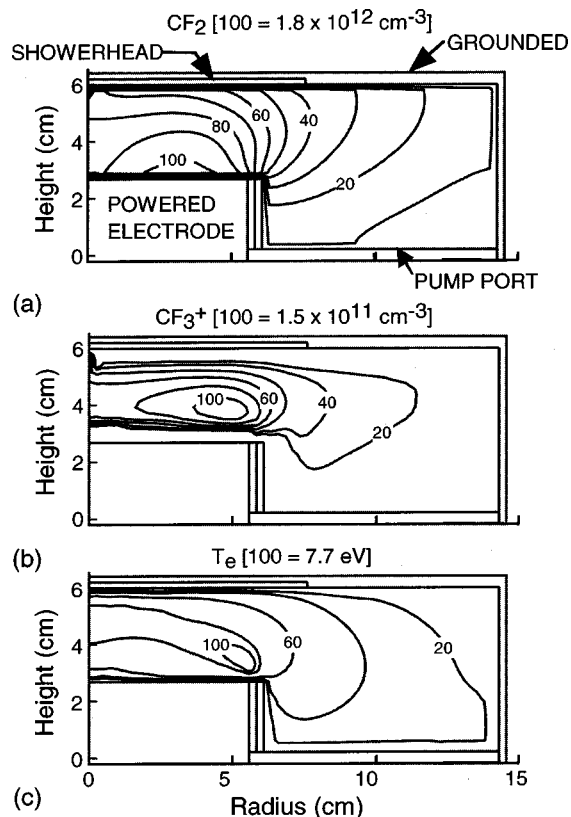 (a) CF2 [100 = 1.8 x 10^12 cm^-3]
SHOWERHEAD GROUNDED
6
4
2
0
Height (cm)
60
40
80
100
20
POWERED
ELECTRODE
PUMP PORT
(b) CF3+ [100 = 1.5 x 10^11 cm^-3]
6
4
2
0
Height (cm)
100
60
40
20
(c) Te [100 = 7.7 eV]
6
4
2
0
Height (cm)
100
60
20
0 5 10 15
Radius (cm)